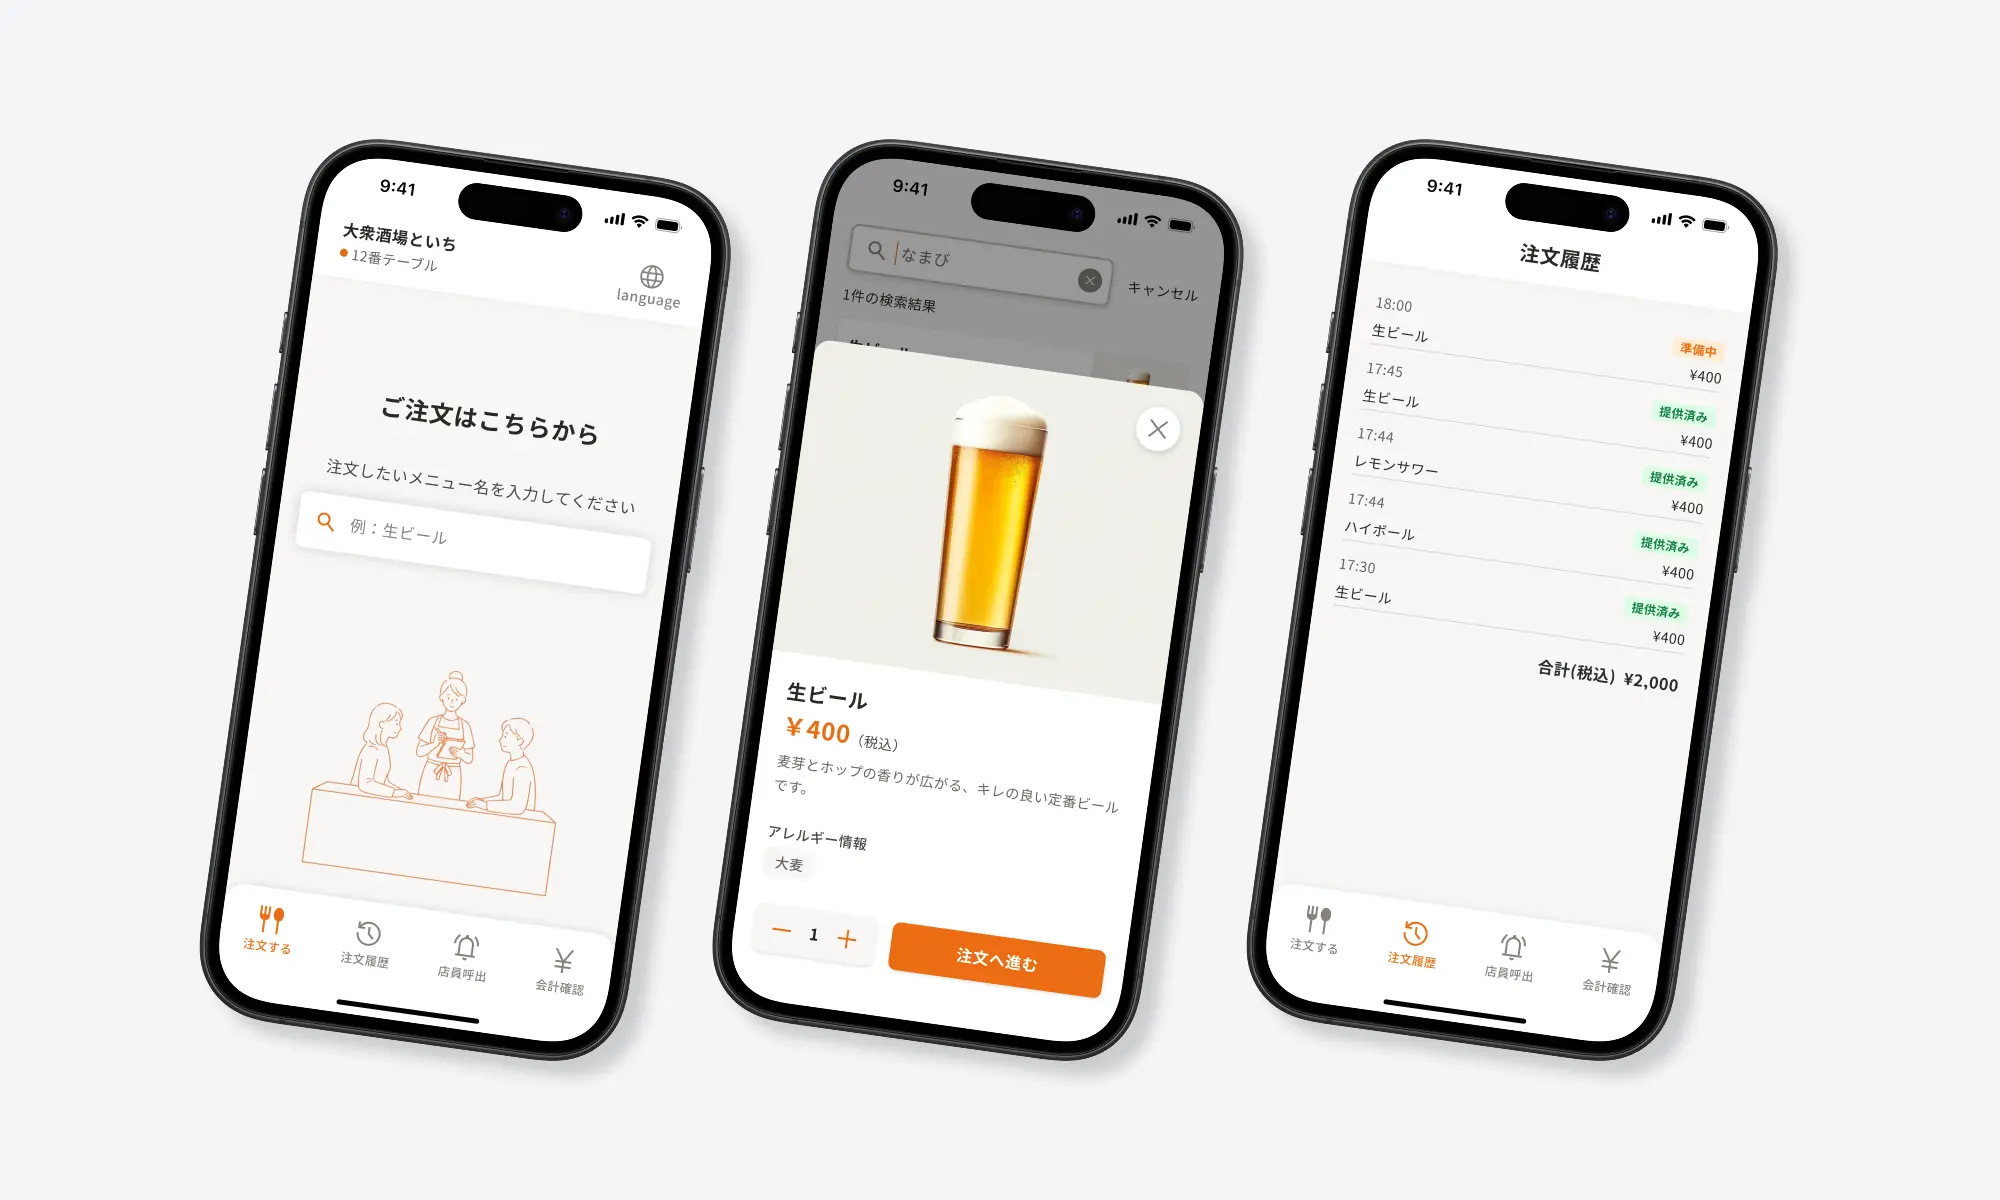 9:41
大衆酒場といち
12番テーブル
language
ご注文はこちらから
注文したいメニュー名を入力してください
例：生ビール
注文する
注文履歴
店員呼出
会計確認
9:41
なまび
キャンセル
1件の検索結果
生ビール
生ビール
¥400（税込）
麦芽とホップの香りが広がる、キレの良い定番ビール
です。
アレルギー情報
大麦
1
注文へ進む
9:41
注文履歴
18:00
生ビール
準備中
¥400
17:45
生ビール
提供済み
¥400
17:44
レモンサワー
提供済み
¥400
17:44
ハイボール
提供済み
¥400
17:30
生ビール
提供済み
¥400
合計(税込) ¥2,000
注文する
注文履歴
店員呼出
会計確認